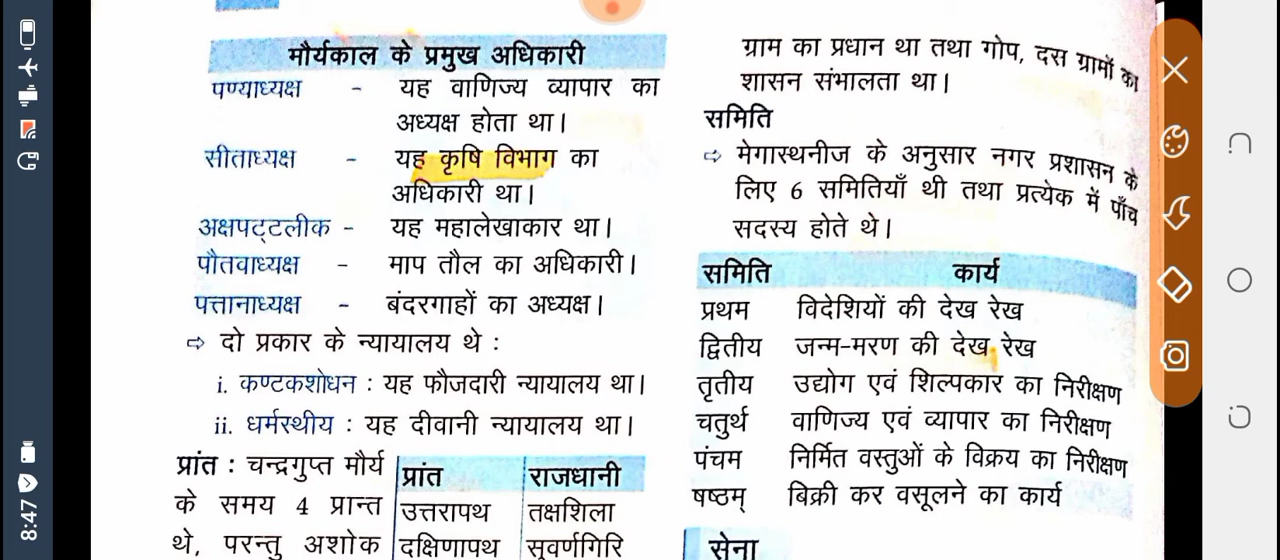 मौर्यकाल के प्रमुख अधिकारी
पण्याध्यक्ष - यह वाणिज्य व्यापार का
अध्यक्ष होता था।
सीताध्यक्ष - यह कृषि विभाग का
अधिकारी था।
अक्षपट्टलीक - यह महालेखाकार था।
पौतवाध्यक्ष - माप तौल का अधिकारी।
पत्तानाध्यक्ष - बंदरगाहों का अध्यक्ष।
⇨ दो प्रकार के न्यायालय थे :
i. कण्टकशोधन : यह फौजदारी न्यायालय था।
ii. धर्मस्थीय : यह दीवानी न्यायालय था।
प्रांत : चन्द्रगुप्त मौर्य
के समय 4 प्रान्त
थे, परन्तु अशोक
प्रांत राजधानी
उत्तरापथ तक्षशिला
दक्षिणापथ सुवर्णगिरि
ग्राम का प्रधान था तथा गोप, दस ग्रामों का
शासन संभालता था।
समिति
⇨ मेगास्थनीज के अनुसार नगर प्रशासन के
लिए 6 समितियाँ थी तथा प्रत्येक में पाँच
सदस्य होते थे।
समिति कार्य
प्रथम विदेशियों की देख रेख
द्वितीय जन्म-मरण की देख रेख
तृतीय उद्योग एवं शिल्पकार का निरीक्षण
चतुर्थ वाणिज्य एवं व्यापार का निरीक्षण
पंचम निर्मित वस्तुओं के विक्रय का निरीक्षण
षष्ठम् बिक्री कर वसूलने का कार्य
सेना
8:47